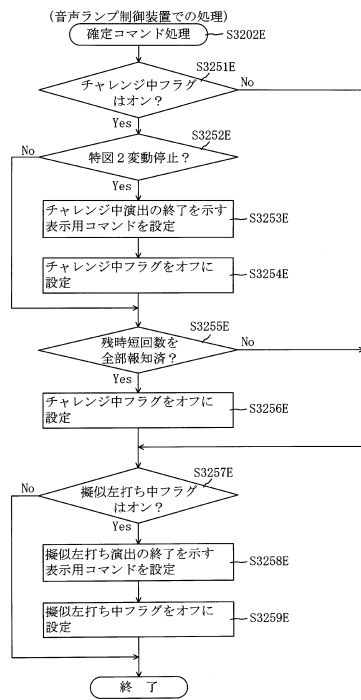 (音声ランプ制御装置での処理)
確定コマンド処理
S3202E
S3251E
チャレンジ中フラグ
はオン？
No
Yes
S3252E
No
特図２変動停止？
Yes
チャレンジ中演出の終了を示す
表示用コマンドを設定
S3253E
チャレンジ中フラグをオフに
設定
S3254E
S3255E
残時短回数を
全部報知済？
No
Yes
チャレンジ中フラグをオフに
設定
S3256E
S3257E
No
擬似左打ち中フラグ
はオン？
Yes
擬似左打ち演出の終了を示す
表示用コマンドを設定
S3258E
擬似左打ち中フラグをオフに
設定
S3259E
終 了